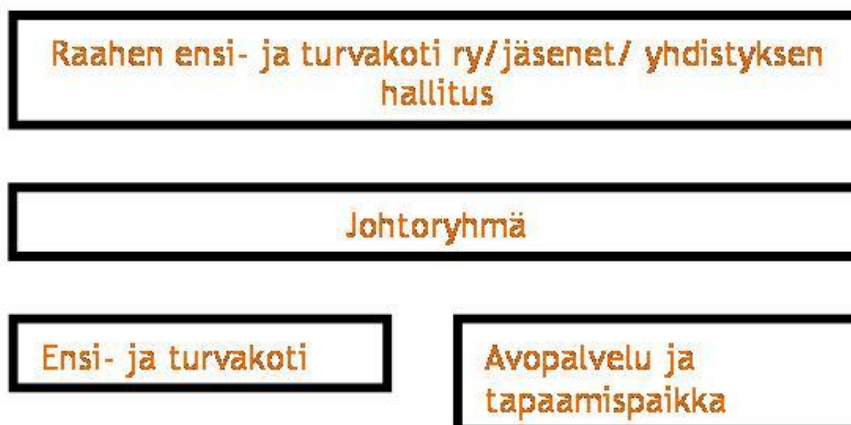 Raahen ensi- ja turvakoti ry/jäsenet/ yhdistyksen
hallitus
Johtoryhmä
Ensi- ja turvakoti
Avopalvelu ja
tapaamispaikka